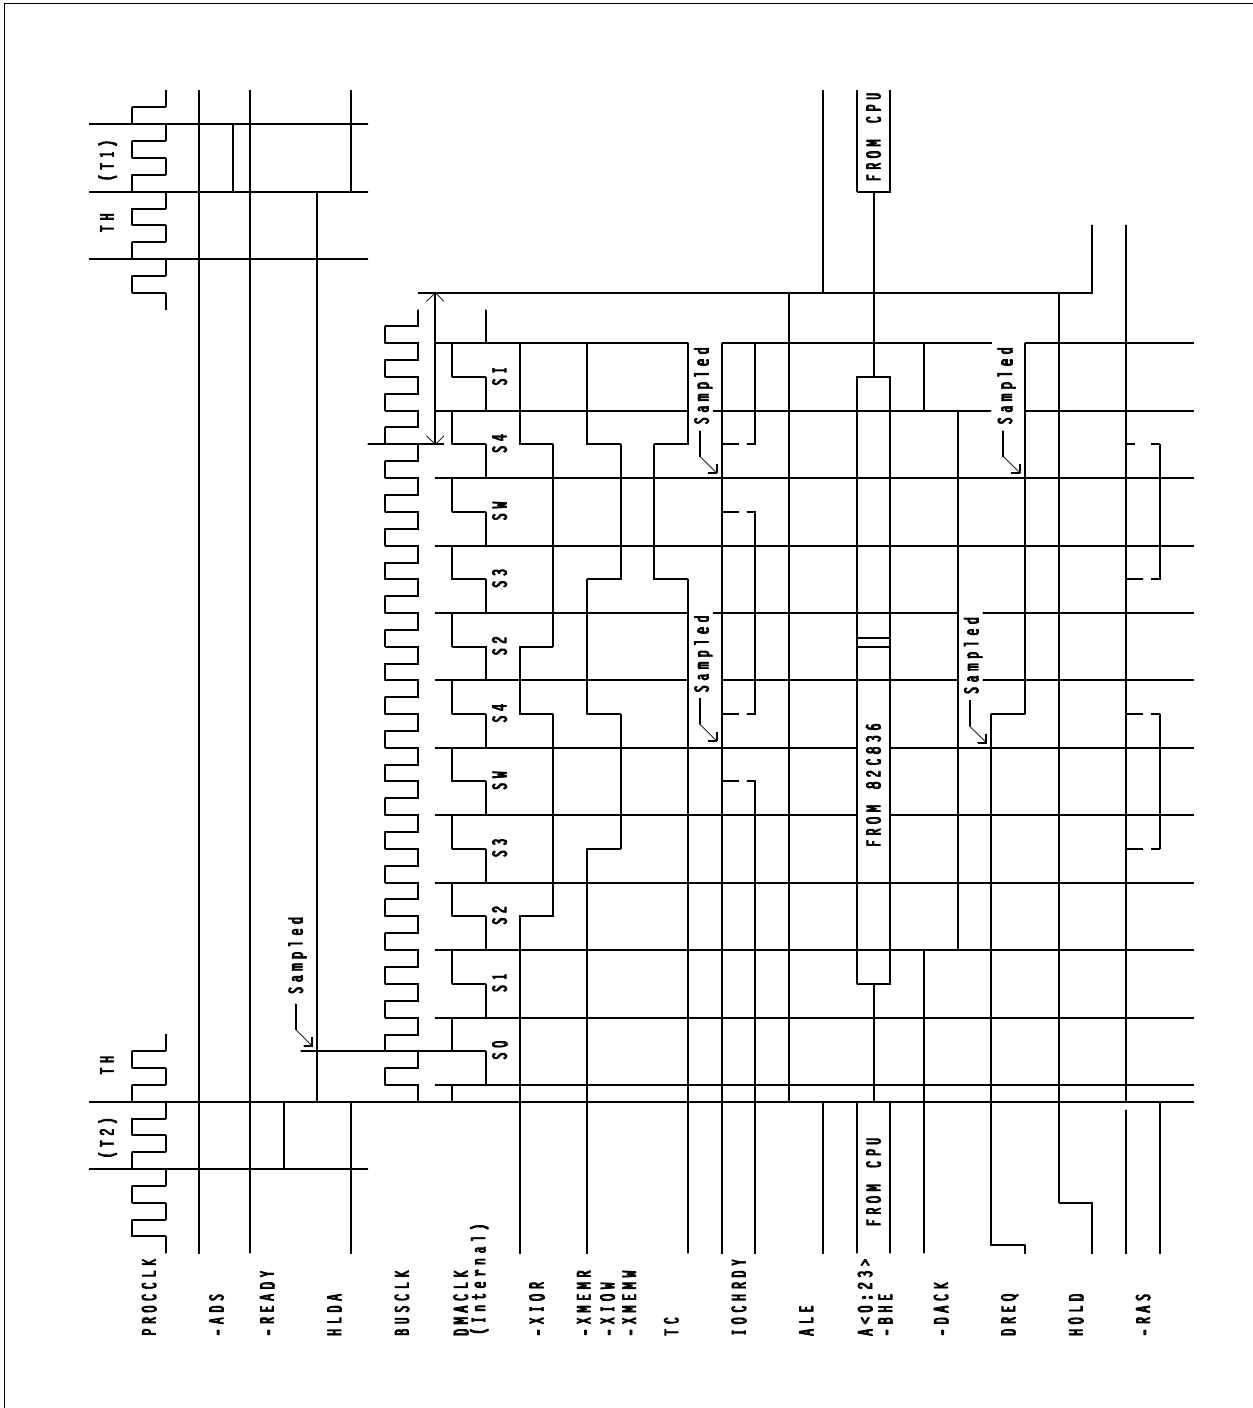 PROCCLK
(T2)
TH
TH
(T1)
-ADS
-READY
HLDA
Sampled
BUSCLK
DMACLK
(Internal)
S0
S1
S2
S3
SW
S4
S2
S3
SW
S4
SI
-XIOR
-XMEMR
-XIOW
-XMEMW
TC
IOCHRDY
Sampled
Sampled
ALE
A<0:23>
-BHE
FROM CPU
FROM 82C836
FROM CPU
-DACK
DREQ
Sampled
Sampled
HOLD
-RAS